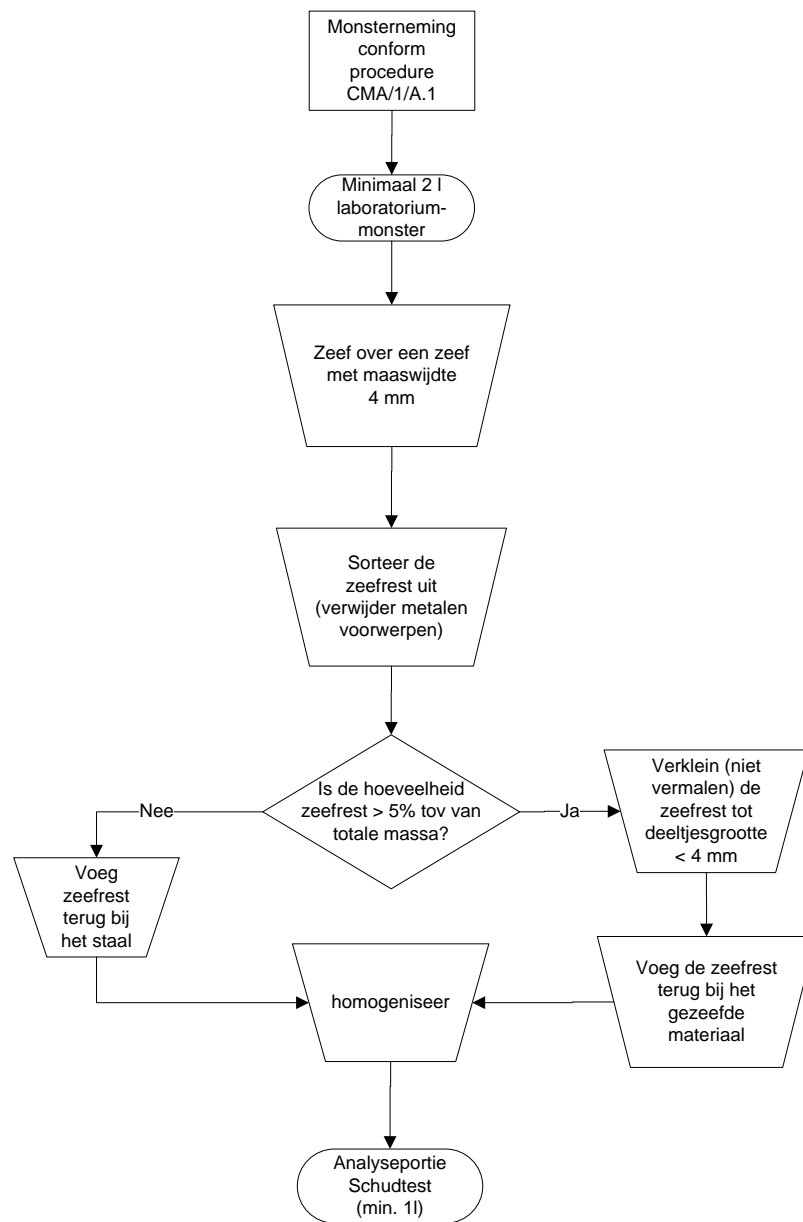 Monsterneming
conform
procedure
CMA/1/A.1
Minimaal 2 l
laboratorium-
monster
Zeef over een zeef
met maaswijdte
4 mm
Sorteer de
zeefrest uit
(verwijder metalen
voorwerpen)
Is de hoeveelheid
zeefrest > 5% tov van
totale massa?
Nee
Ja
Verklein (niet
vermalen) de
zeefrest tot
deeltjesgrootte
< 4 mm
Voeg
zeefrest
terug bij
het staal
Voeg de zeefrest
terug bij het
gezeefde
materiaal
homogeniseer
Analyseportie
Schudtest
(min. 1l)